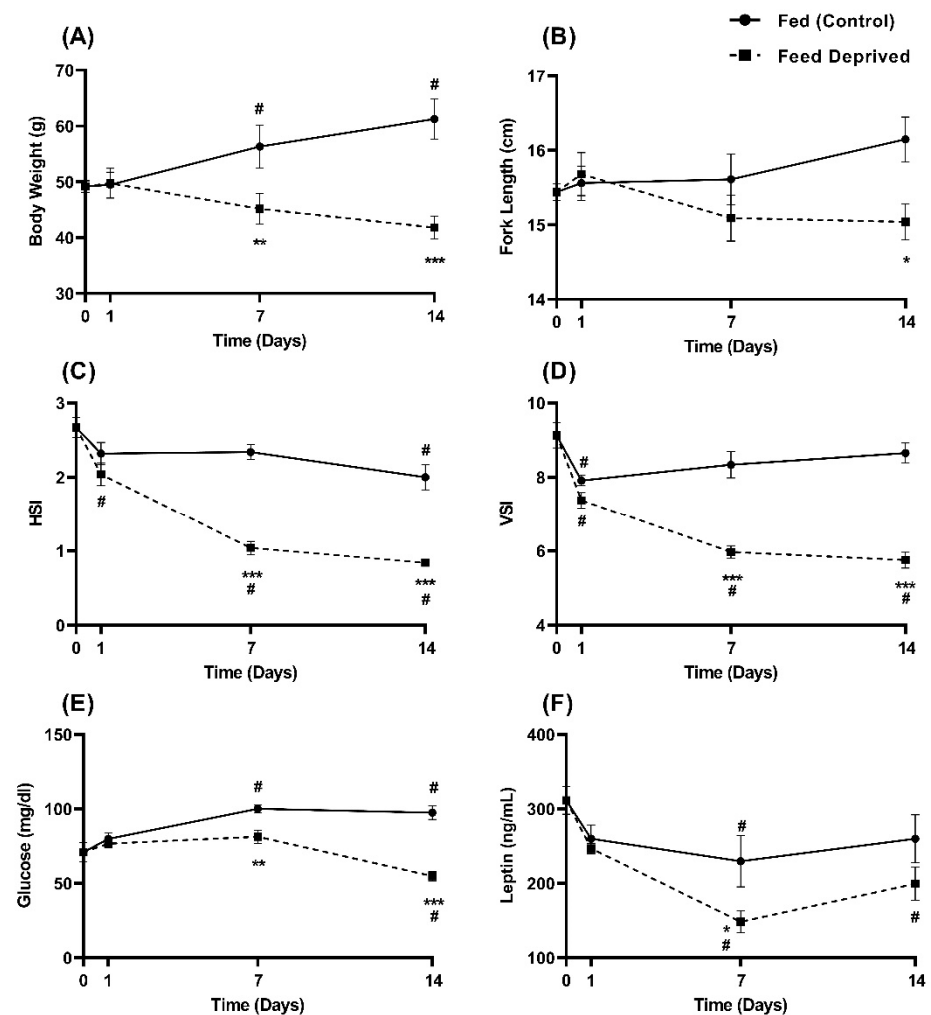 Fed (Control)
Feed Deprived
(A)
Body Weight (g)
70
60
50
40
30
#
#
**
***
0 1 7 14
Time (Days)
(B)
Fork Length (cm)
17
16
15
14
*
0 1 7 14
Time (Days)
(C)
HSI
3
2
1
0
#
#
***
#
***
#
0 1 7 14
Time (Days)
(D)
VSI
10
8
6
4
#
#
***
#
***
#
0 1 7 14
Time (Days)
(E)
Glucose (mg/dl)
150
100
50
0
#
#
**
***
#
0 1 7 14
Time (Days)
(F)
Leptin (ng/mL)
400
300
200
100
#
*
#
#
0 1 7 14
Time (Days)